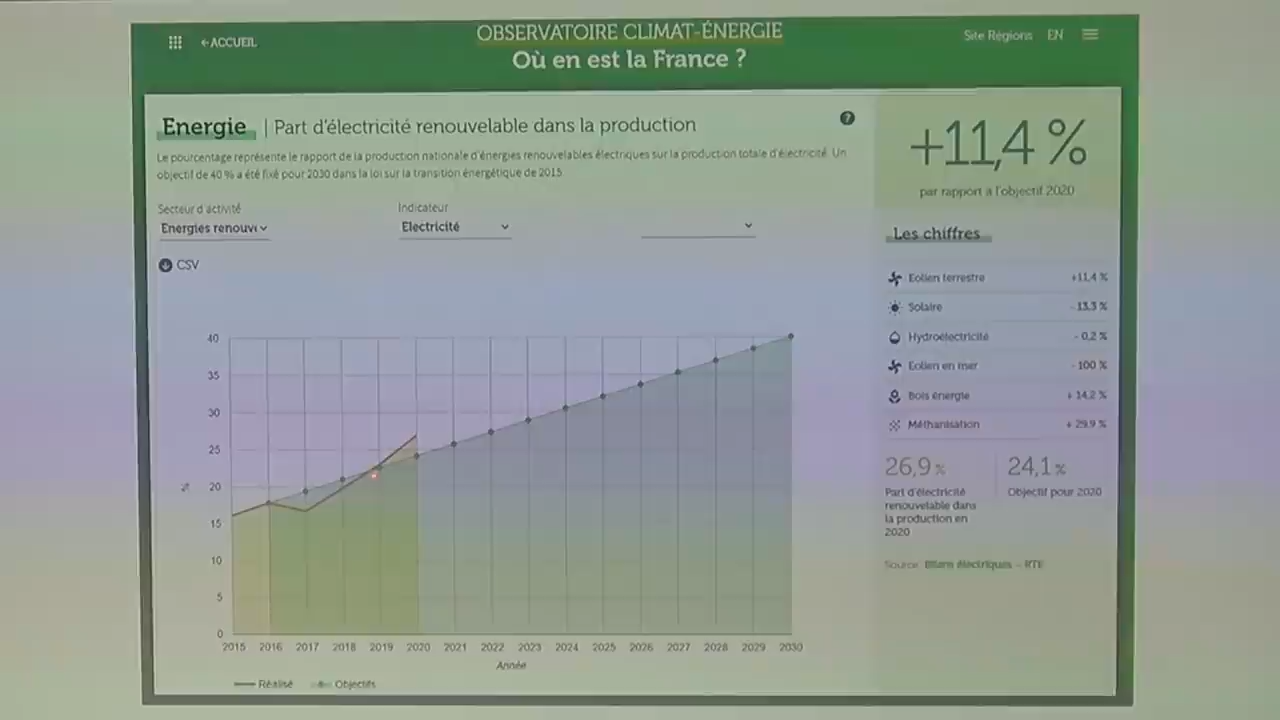 ←ACCUEIL
OBSERVATOIRE CLIMAT-ÉNERGIE
Où en est la France ?
Site Régions EN
Energie | Part d'électricité renouvelable dans la production
?
Le pourcentage représente le rapport de la production nationale d'énergies renouvelables électriques sur la production totale d'électricité. Un
objectif de 40 % a été fixé pour 2030 dans la loi sur la transition énergétique de 2015
Secteur d'activité
Energies renouv
Indicateur
Electricité
CSV
40
35
30
25
20
15
10
5
0
%
2015 2016 2017 2018 2019 2020 2021 2022 2023 2024 2025 2026 2027 2028 2029 2030
Année
Réalisé Objectifs
+11,4 %
par rapport à l'objectif 2020
Les chiffres
Eolien terrestre +11,4 %
Solaire - 13,3 %
Hydroélectricité - 0,2 %
Eolien en mer - 100 %
Bois énergie + 14,2 %
Méthanisation + 29,9 %
26,9 %
Part d'électricité
renouvelable dans
la production en
2020
24,1 %
Objectif pour 2020
Source: Bilans électriques - RTE